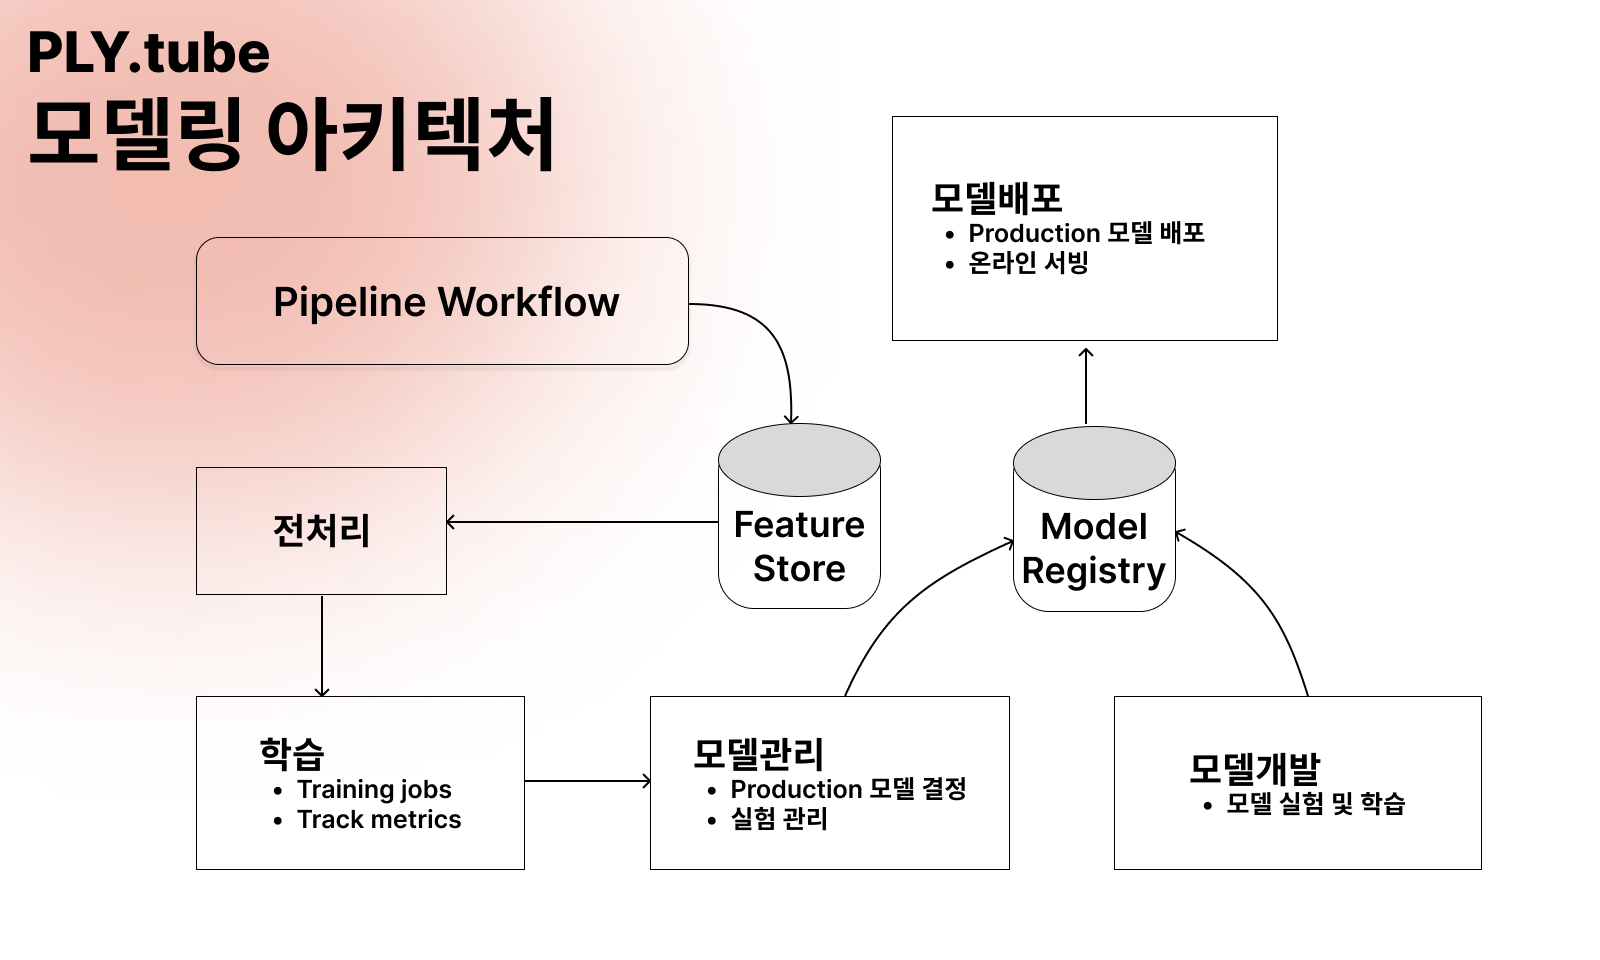 PLY.tube
모델링 아키텍처
Pipeline Workflow
모델배포
• Production 모델 배포
• 온라인 서빙
전처리
Feature
Store
Model
Registry
학습
• Training jobs
• Track metrics
모델관리
• Production 모델 결정
• 실험 관리
모델개발
• 모델 실험 및 학습